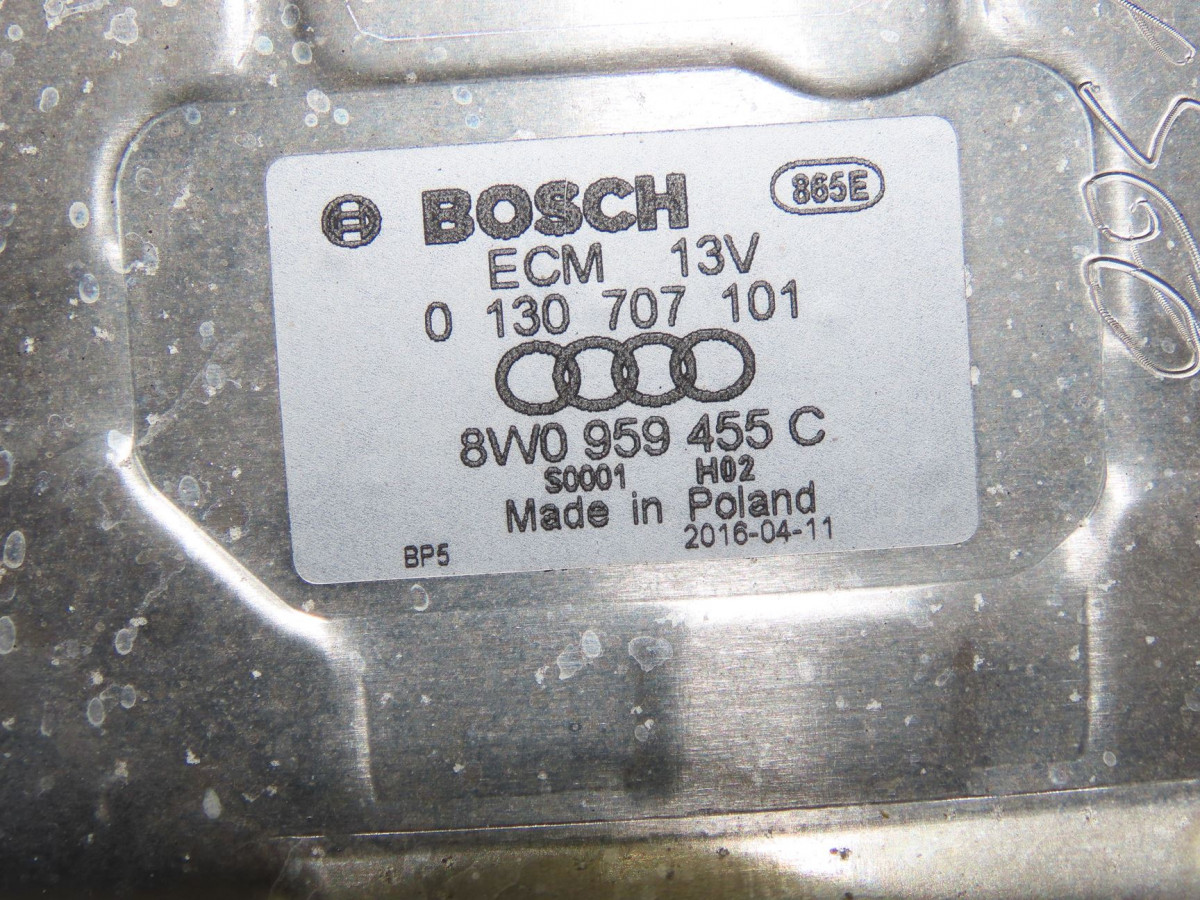 BOSCH 865E
ECM 13V
0 130 707 101
8W0 959 455 C
S0001 H02
Made in Poland
BP5 2016-04-11